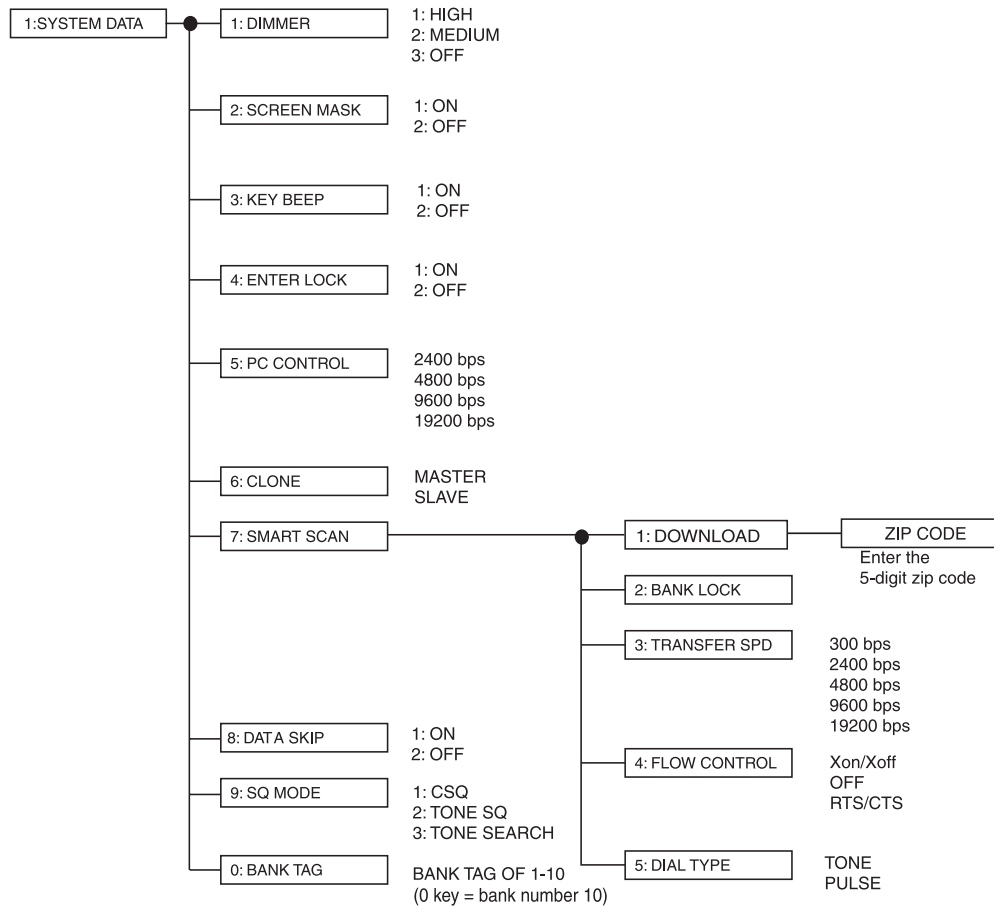 1:SYSTEM DATA
1: DIMMER
1: HIGH
2: MEDIUM
3: OFF
2: SCREEN MASK
1: ON
2: OFF
3: KEY BEEP
1: ON
2: OFF
4: ENTER LOCK
1: ON
2: OFF
5: PC CONTROL
2400 bps
4800 bps
9600 bps
19200 bps
6: CLONE
MASTER
SLAVE
7: SMART SCAN
1: DOWNLOAD
ZIP CODE
Enter the
5-digit zip code
2: BANK LOCK
3: TRANSFER SPD
300 bps
2400 bps
4800 bps
9600 bps
19200 bps
4: FLOW CONTROL
Xon/Xoff
OFF
RTS/CTS
5: DIAL TYPE
TONE
PULSE
8: DATA SKIP
1: ON
2: OFF
9: SQ MODE
1: CSQ
2: TONE SQ
3: TONE SEARCH
0: BANK TAG
BANK TAG OF 1-10
(0 key = bank number 10)